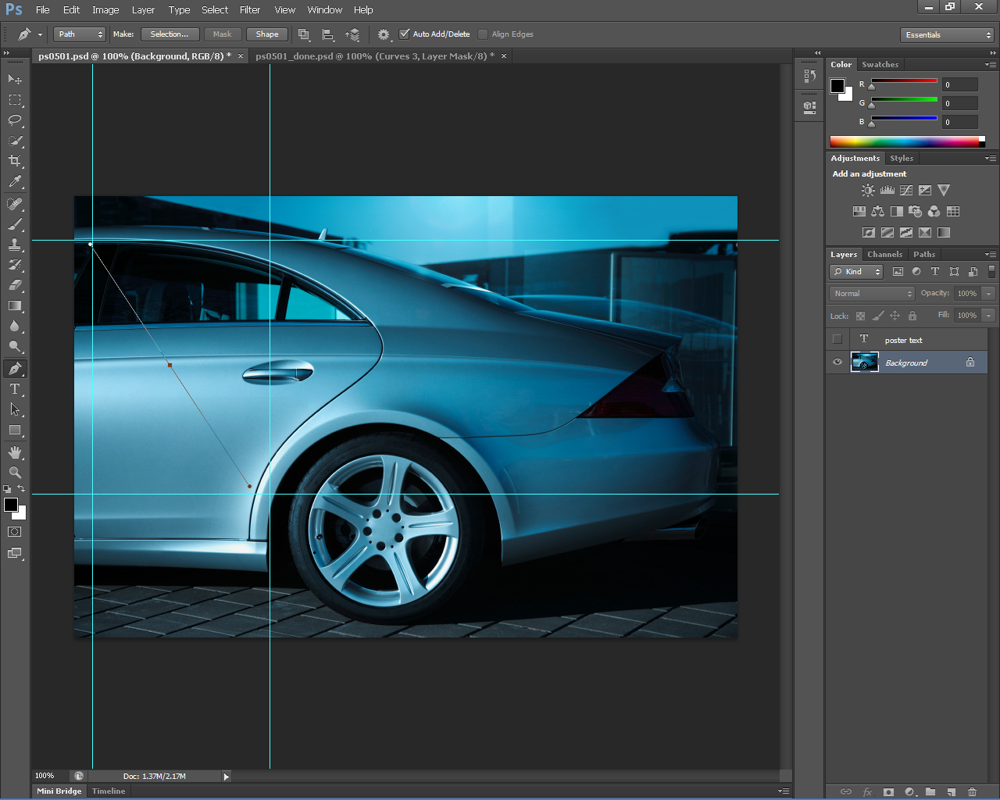 Ps File Edit Image Layer Type Select Filter View Window Help
Path Make: Selection... Mask Shape Auto Add/Delete Align Edges Essentials
ps0501.psd @ 100% (Background, RGB/8) * × ps0501_done.psd @ 100% (Curves 3, Layer Mask/8) * ×
Color Swatches
R 0
G 0
B 0
Adjustments Styles
Add an adjustment
Layers Channels Paths
Kind
Normal Opacity: 100%
Lock: Fill: 100%
poster text
Background
100% Doc: 1.37M/2.17M
Mini Bridge Timeline